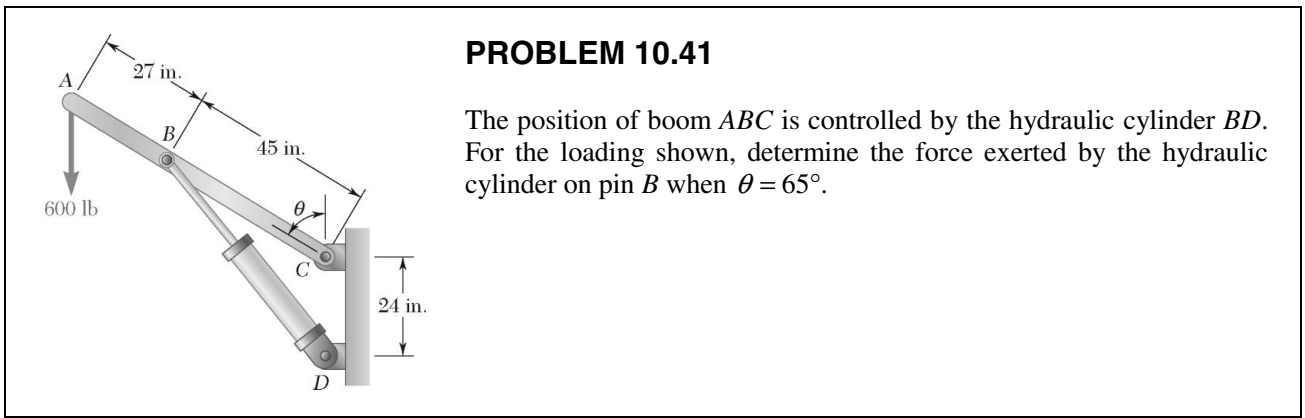 PROBLEM 10.41
The position of boom ABC is controlled by the hydraulic cylinder BD.
For the loading shown, determine the force exerted by the hydraulic
cylinder on pin B when θ = 65°.
A
27 in.
B
45 in.
600 lb
θ
C
24 in.
D